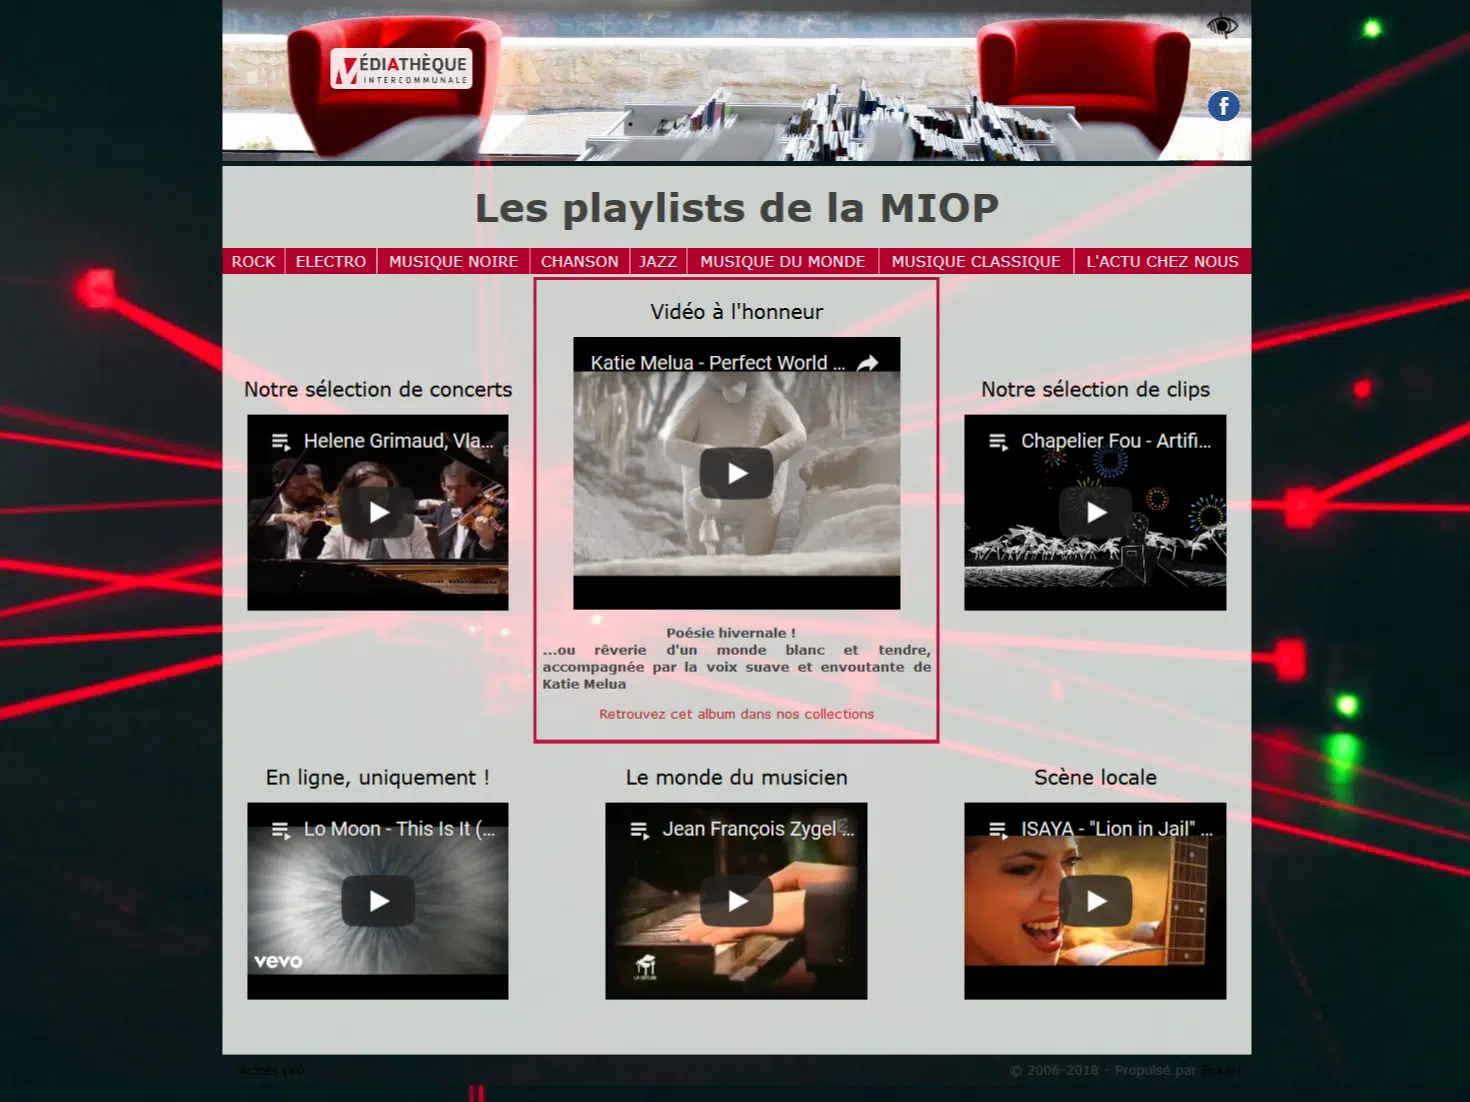 MÉDIATHÈQUE
INTERCOMMUNALE
f
Les playlists de la MIOP
ROCK
ELECTRO
MUSIQUE NOIRE
CHANSON
JAZZ
MUSIQUE DU MONDE
MUSIQUE CLASSIQUE
L'ACTU CHEZ NOUS
Vidéo à l'honneur
Katie Melua - Perfect World ...
Poésie hivernale !
...ou rêverie d'un monde blanc et tendre,
accompagnée par la voix suave et envoutante de
Katie Melua
Retrouvez cet album dans nos collections
Notre sélection de concerts
Helene Grimaud, Vla...
Notre sélection de clips
Chapelier Fou - Artifi...
En ligne, uniquement !
Lo Moon - This Is It (...
vevo
Le monde du musicien
Jean François Zygel ...
Scène locale
ISAYA - "Lion in Jail" ...
Accès pro
© 2006-2018 - Propulsé par Bokeh